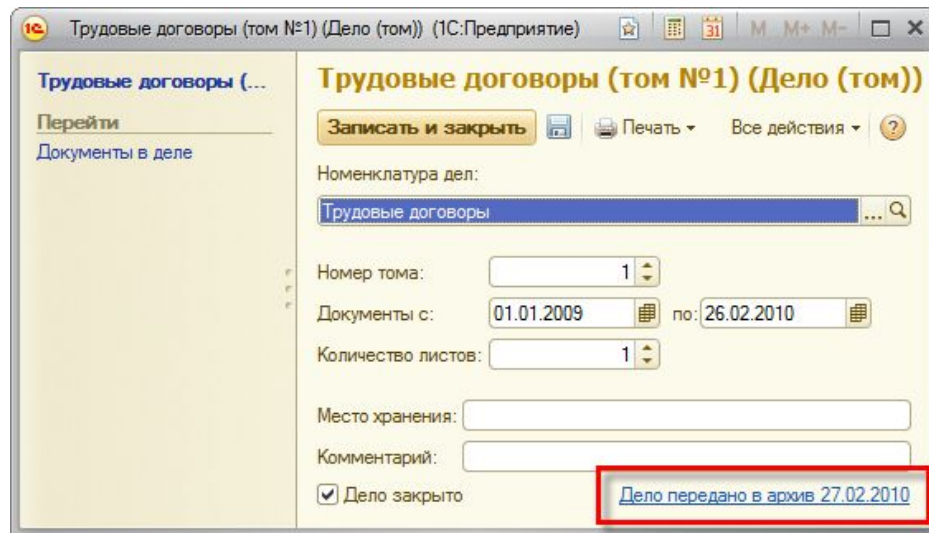 1С Трудовые договоры (том №1) (Дело (том)) (1С:Предприятие) 31 M M+ M-
Трудовые договоры (...
Перейти
Документы в деле
Трудовые договоры (том №1) (Дело (том))
Записать и закрыть Печать Все действия ?
Номенклатура дел:
Трудовые договоры ...
Номер тома: 1
Документы с: 01.01.2009 по: 26.02.2010
Количество листов: 1
Место хранения:
Комментарий:
Дело закрыто Дело передано в архив 27.02.2010